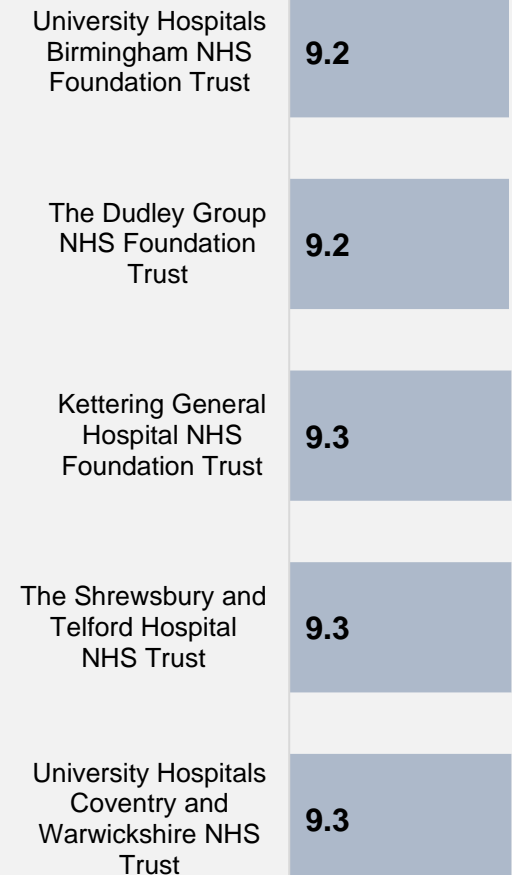 University Hospitals
Birmingham NHS
Foundation Trust
9.2
The Dudley Group
NHS Foundation
Trust
9.2
Kettering General
Hospital NHS
Foundation Trust
9.3
The Shrewsbury and
Telford Hospital
NHS Trust
9.3
University Hospitals
Coventry and
Warwickshire NHS
Trust
9.3